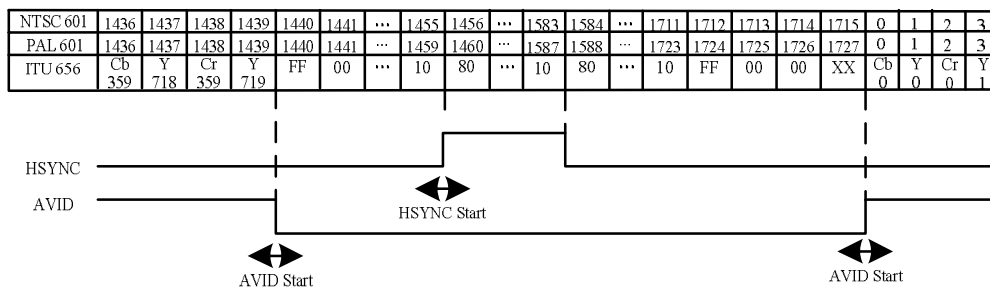 NTSC 601 1436 1437 1438 1439 1440 1441 ... 1455 1456 ... 1583 1584 ... 1711 1712 1713 1714 1715 0 1 2 3
PAL 601 1436 1437 1438 1439 1440 1441 ... 1459 1460 ... 1587 1588 ... 1723 1724 1725 1726 1727 0 1 2 3
ITU 656 Cb 359 Y 718 Cr 359 Y 719 FF 00 ... 10 80 ... 10 80 ... 10 FF 00 00 XX Cb 0 Y 0 Cr 0 Y 1
HSYNC
AVID
HSYNC Start
AVID Start
AVID Start